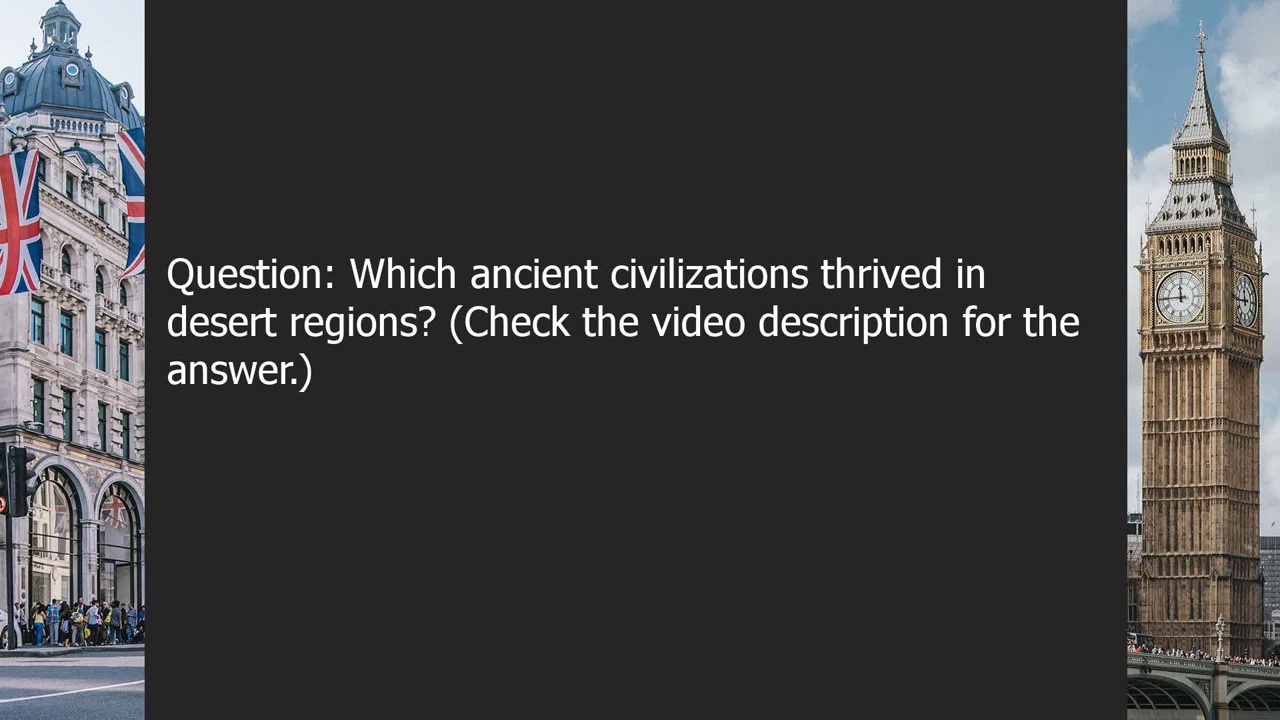 Question: Which ancient civilizations thrived in
desert regions? (Check the video description for the
answer.)